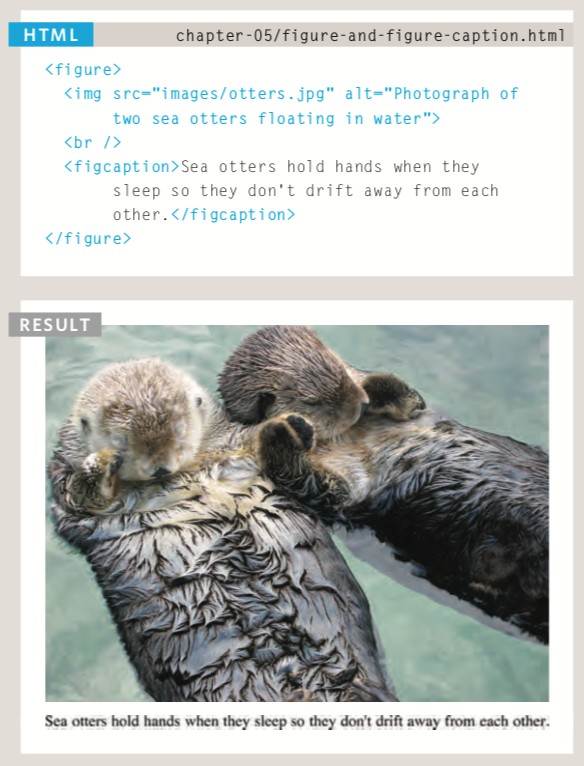 HTML
chapter-05/figure-and-figure-caption.html
<figure>
<img src="images/otters.jpg" alt="Photograph of
two sea otters floating in water">
<br />
<figcaption>Sea otters hold hands when they
sleep so they don't drift away from each
other.</figcaption>
</figure>
RESULT
Sea otters hold hands when they sleep so they don't drift away from each other.